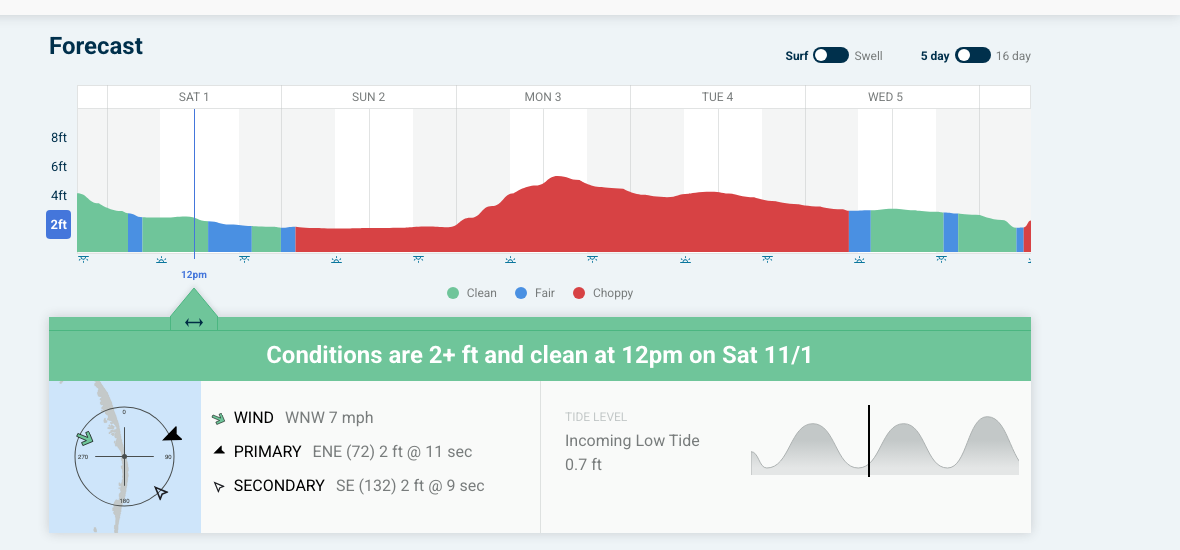 Forecast
Surf Swell 5 day 16 day
SAT 1 SUN 2 MON 3 TUE 4 WED 5
8ft
6ft
4ft
2ft
12pm
Clean Fair Choppy
Conditions are 2+ ft and clean at 12pm on Sat 11/1
0
270 90
180
WIND WNW 7 mph
PRIMARY ENE (72) 2 ft @ 11 sec
SECONDARY SE (132) 2 ft @ 9 sec
TIDE LEVEL
Incoming Low Tide
0.7 ft